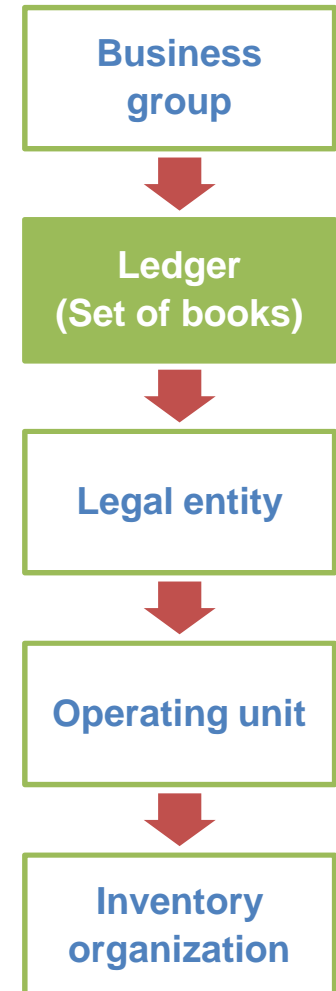 Business
group
Ledger
(Set of books)
Legal entity
Operating unit
Inventory
organization